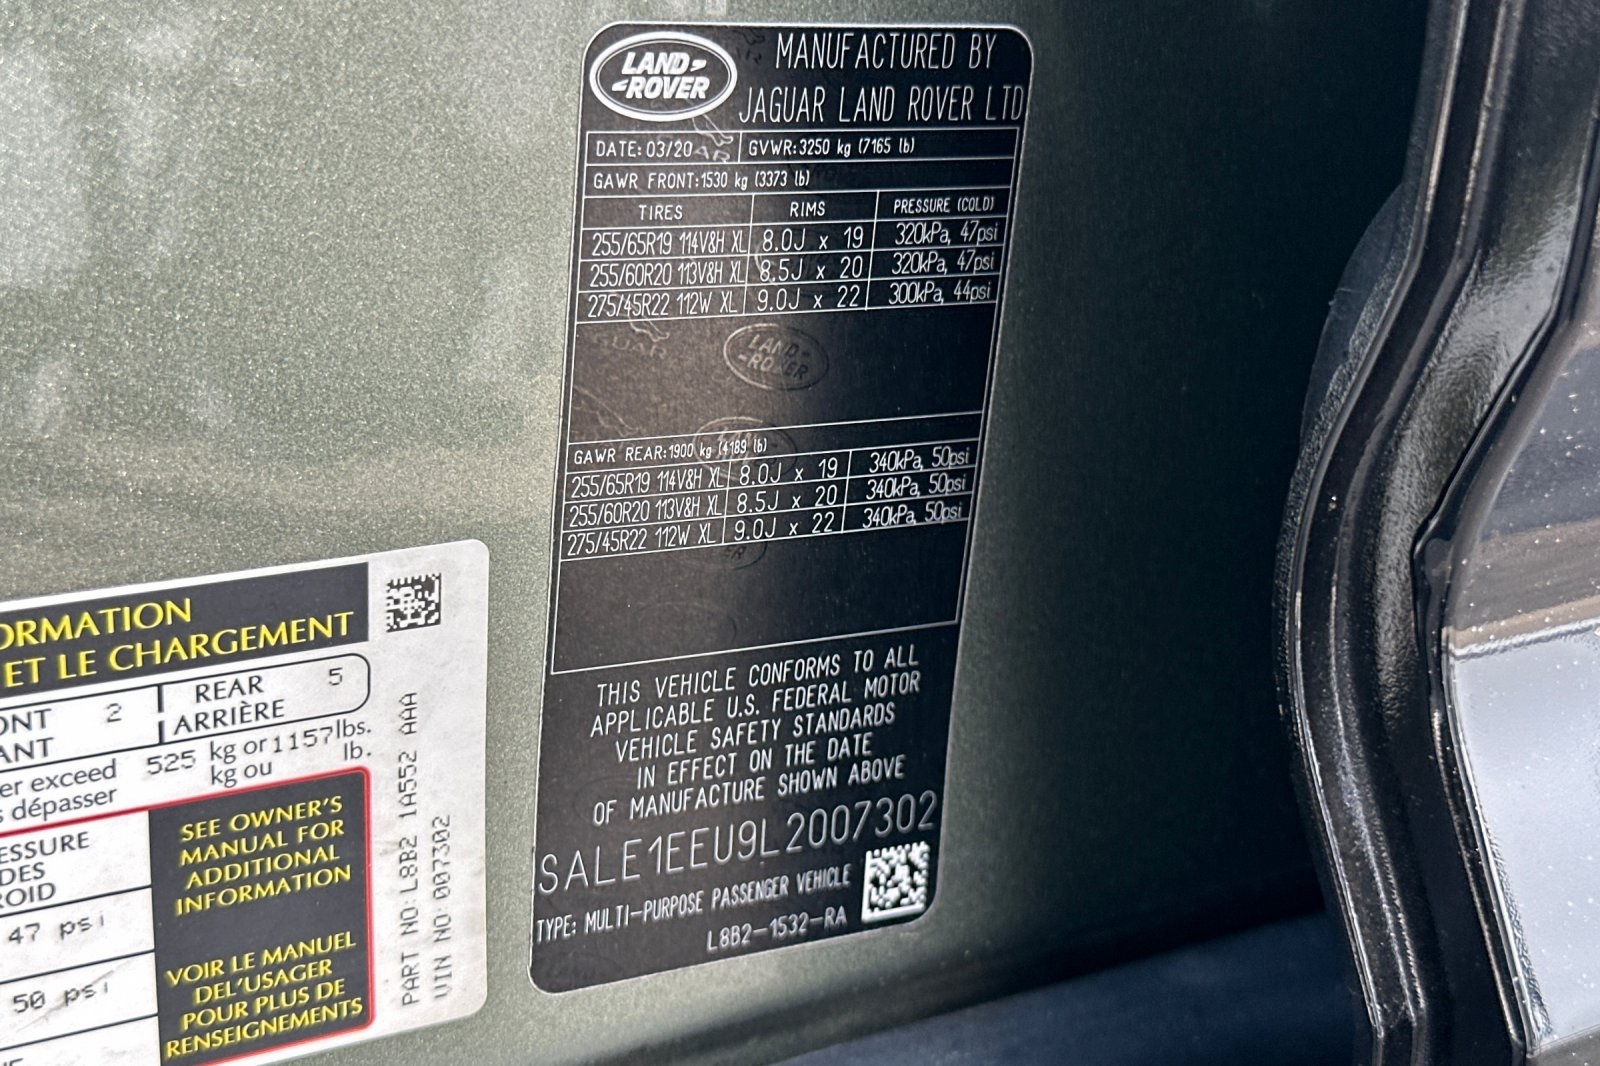 LAND
ROVER
MANUFACTURED BY
JAGUAR LAND ROVER LTD
DATE: 03/20
GVWR: 3250 kg (7165 lb)
GAWR FRONT: 1530 kg (3373 lb)
TIRES RIMS PRESSURE (COLD)
255/65R19 114V&H XL 8.0J x 19 320kPa, 47psi
255/60R20 113V&H XL 8.5J x 20 320kPa, 47psi
275/45R22 112W XL 9.0J x 22 300kPa, 44psi
LAND
ROVER
GAWR REAR: 1900 kg (4189 lb)
255/65R19 114V&H XL 8.0J x 19 340kPa, 50psi
255/60R20 113V&H XL 8.5J x 20 340kPa, 50psi
275/45R22 112W XL 9.0J x 22 340kPa, 50psi
THIS VEHICLE CONFORMS TO ALL
APPLICABLE U.S. FEDERAL MOTOR
VEHICLE SAFETY STANDARDS
IN EFFECT ON THE DATE
OF MANUFACTURE SHOWN ABOVE
SALE1EEU9L2007302
TYPE: MULTI-PURPOSE PASSENGER VEHICLE
L8B2-1532-RA
ORMATION
ET LE CHARGEMENT
ONT 2 REAR 5
ANT ARRIÈRE
er exceed 525 kg or 1157 lbs.
s dépasser kg ou lb.
ESSURE
DES
ROID
47 psi
50 psi
SEE OWNER'S
MANUAL FOR
ADDITIONAL
INFORMATION
VOIR LE MANUEL
DEL'USAGER
POUR PLUS DE
RENSEIGNEMENTS
PART NO: L8B2 1A552 AAA
VIN NO: 007302